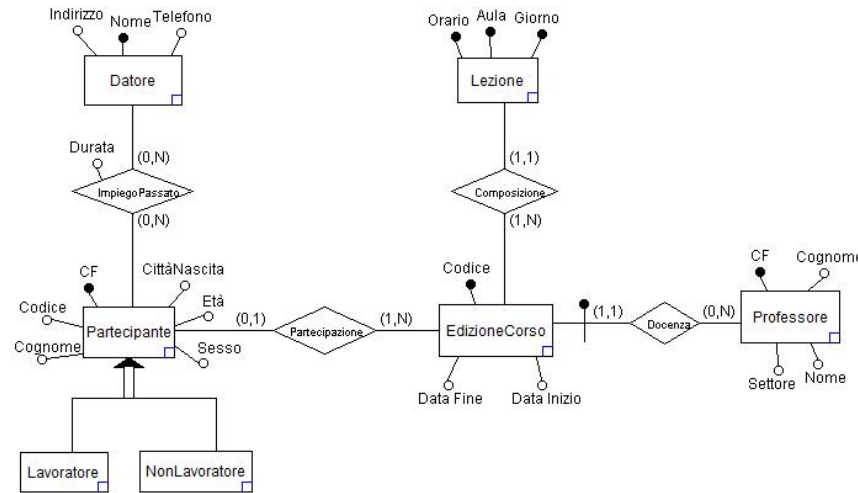 Indirizzo
Nome
Telefono
Datore
Orario
Aula
Giorno
Lezione
Durata
(0,N)
ImpiegoPassato
(0,N)
(1,1)
Composizione
(1,N)
CF
CittàNascita
Codice
Età
Partecipante
Cognome
Sesso
(0,1)
Partecipazione
(1,N)
Codice
EdizioneCorso
Data Fine
Data Inizio
(1,1)
Docenza
(0,N)
CF
Cognome
Professore
Settore
Nome
Lavoratore
NonLavoratore